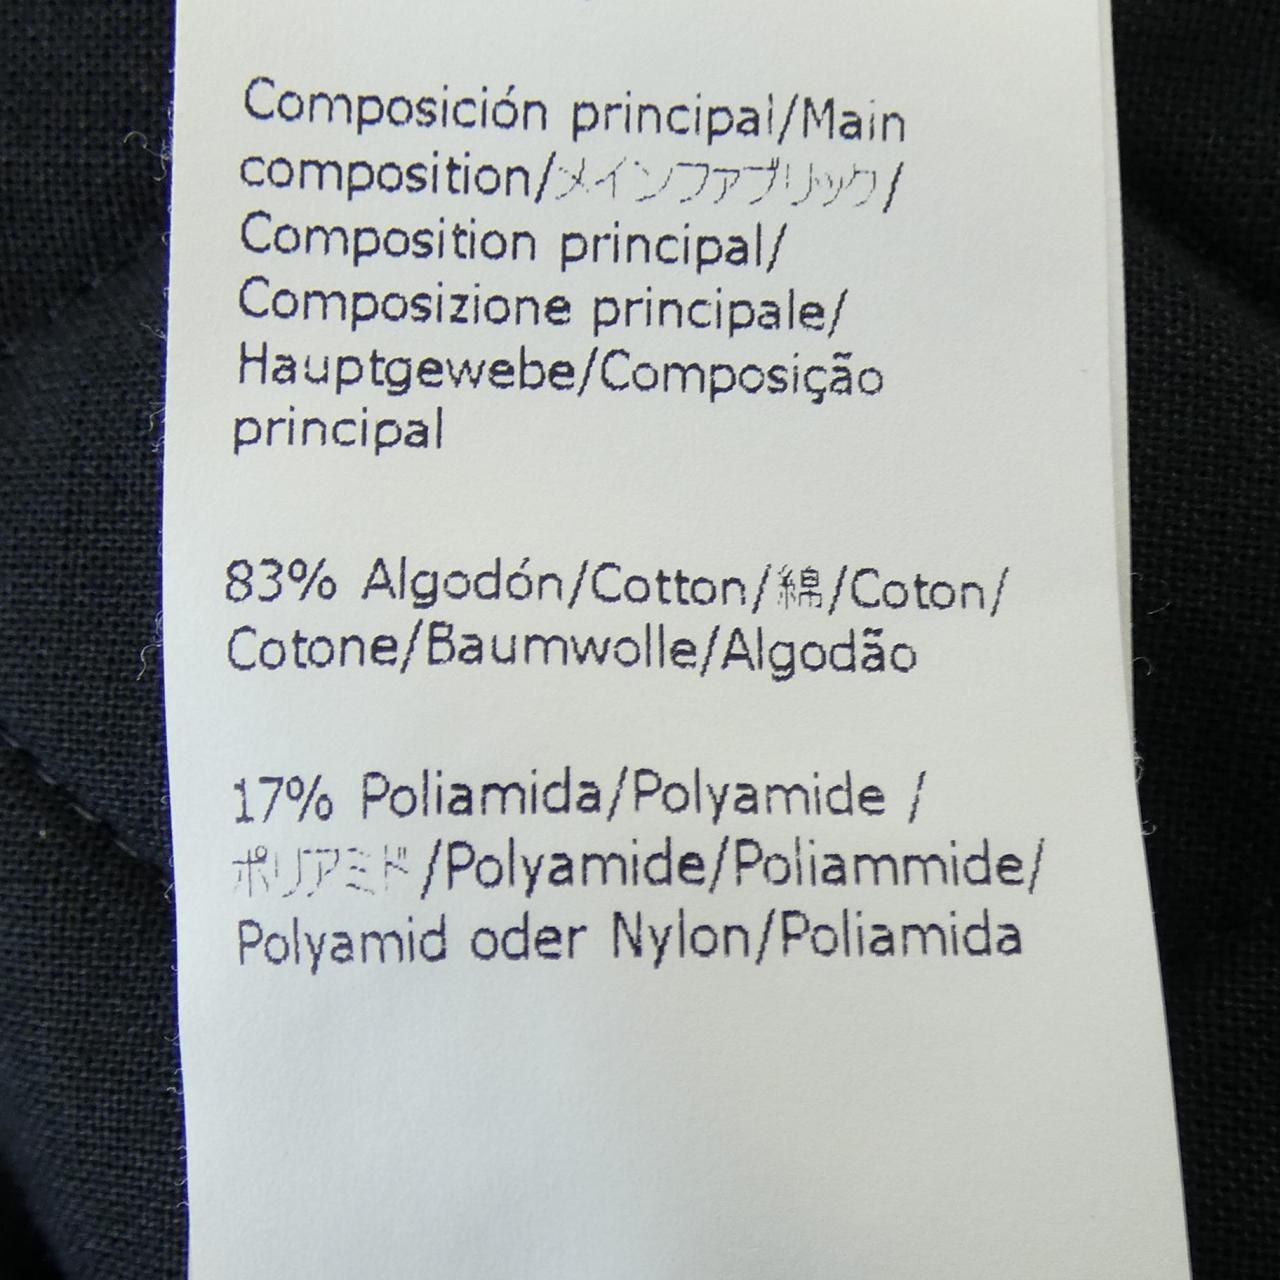 Composición principal/Main
composition/メインファブリック/
Composition principal/
Composizione principale/
Hauptgewebe/Composição
principal
83% Algodón/Cotton/綿/Coton/
Cotone/Baumwolle/Algodão
17% Poliamida/Polyamide /
ポリアミド/Polyamide/Poliammide/
Polyamid oder Nylon/Poliamida